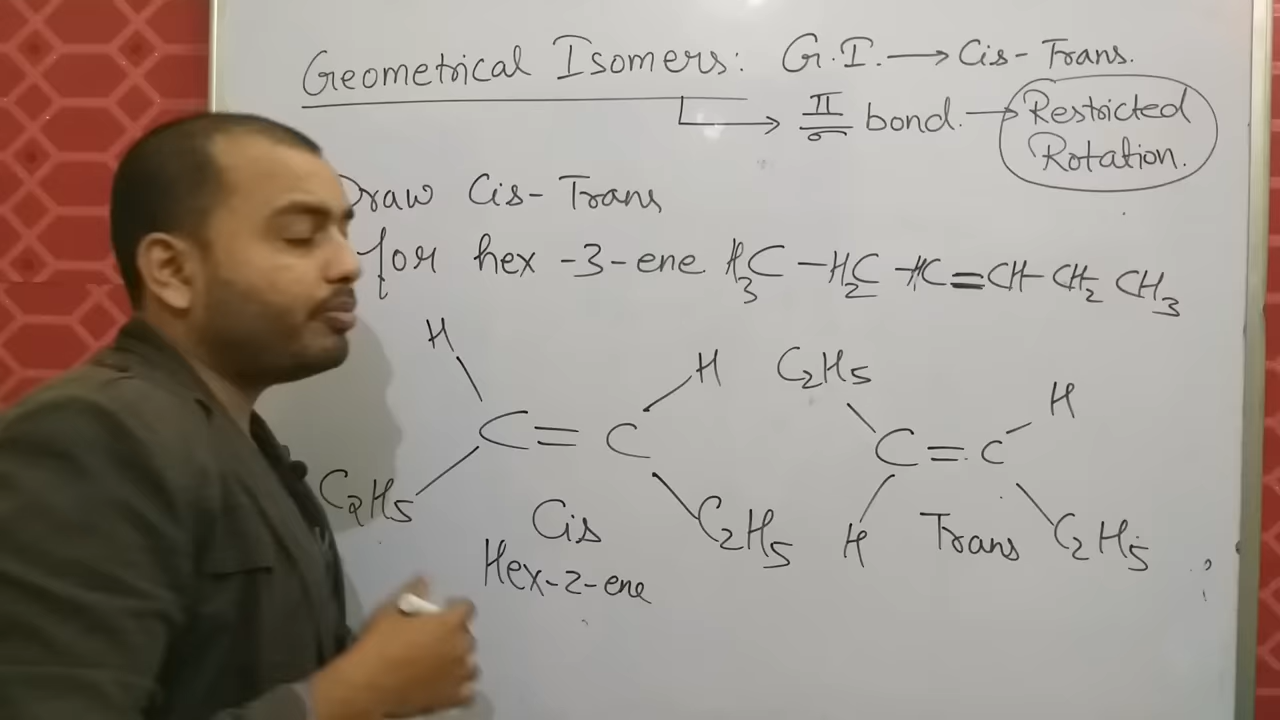 Geometrical Isomers: G.I. → Cis-Trans.
π/σ bond. → Restricted
Rotation.
Draw Cis-Trans
for hex-3-ene H3C-H2C-HC=CH-CH2 CH3
H
H
C2H5
H
C=C
C=C
C2H5
C2H5
H
C2H5
Cis
Trans
Hex-2-ene